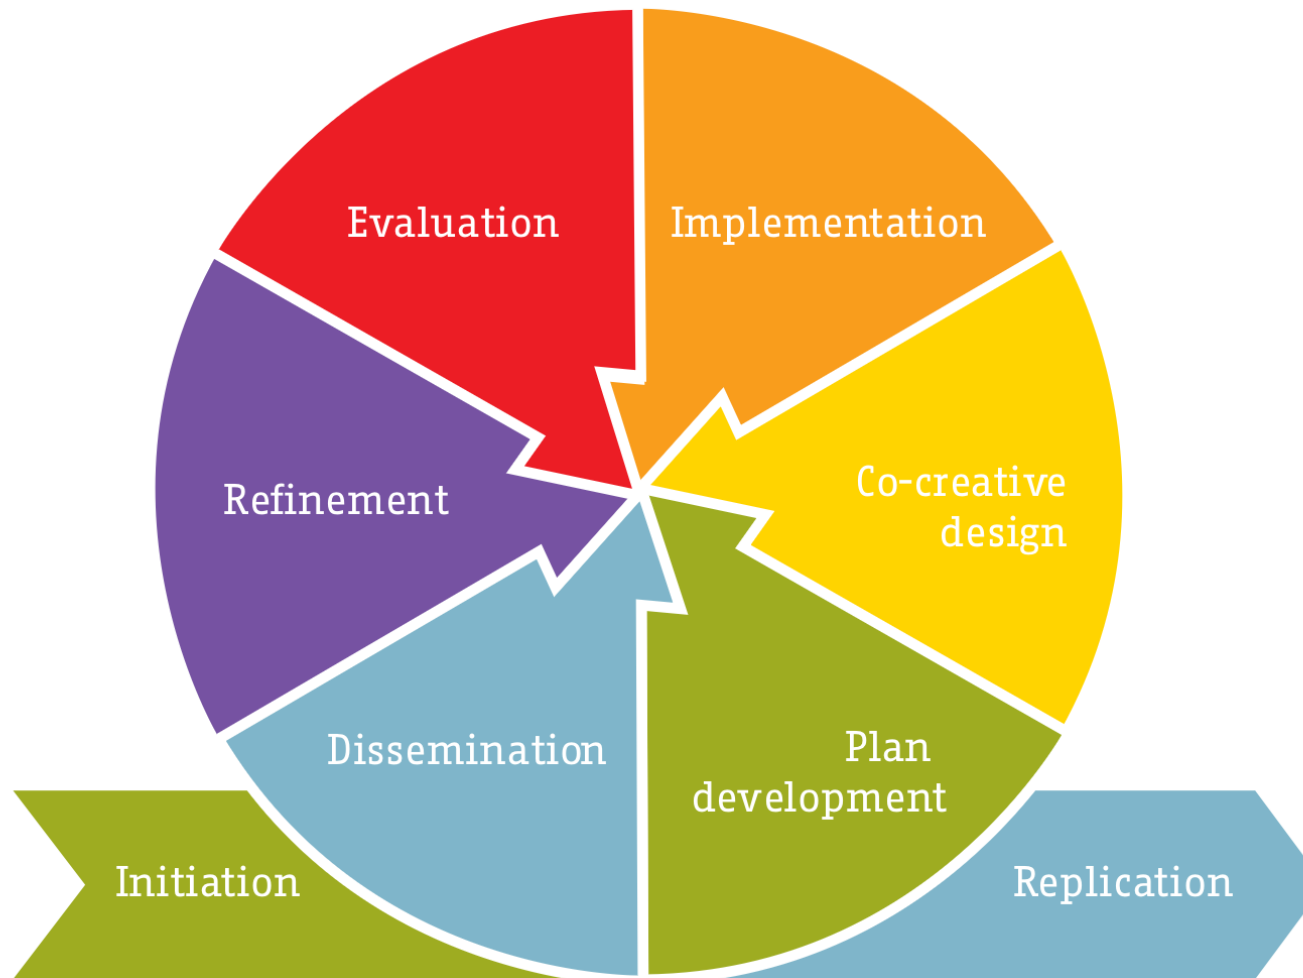 Evaluation
Implementation
Refinement
Co-creative
design
Dissemination
Plan
development
Initiation
Replication